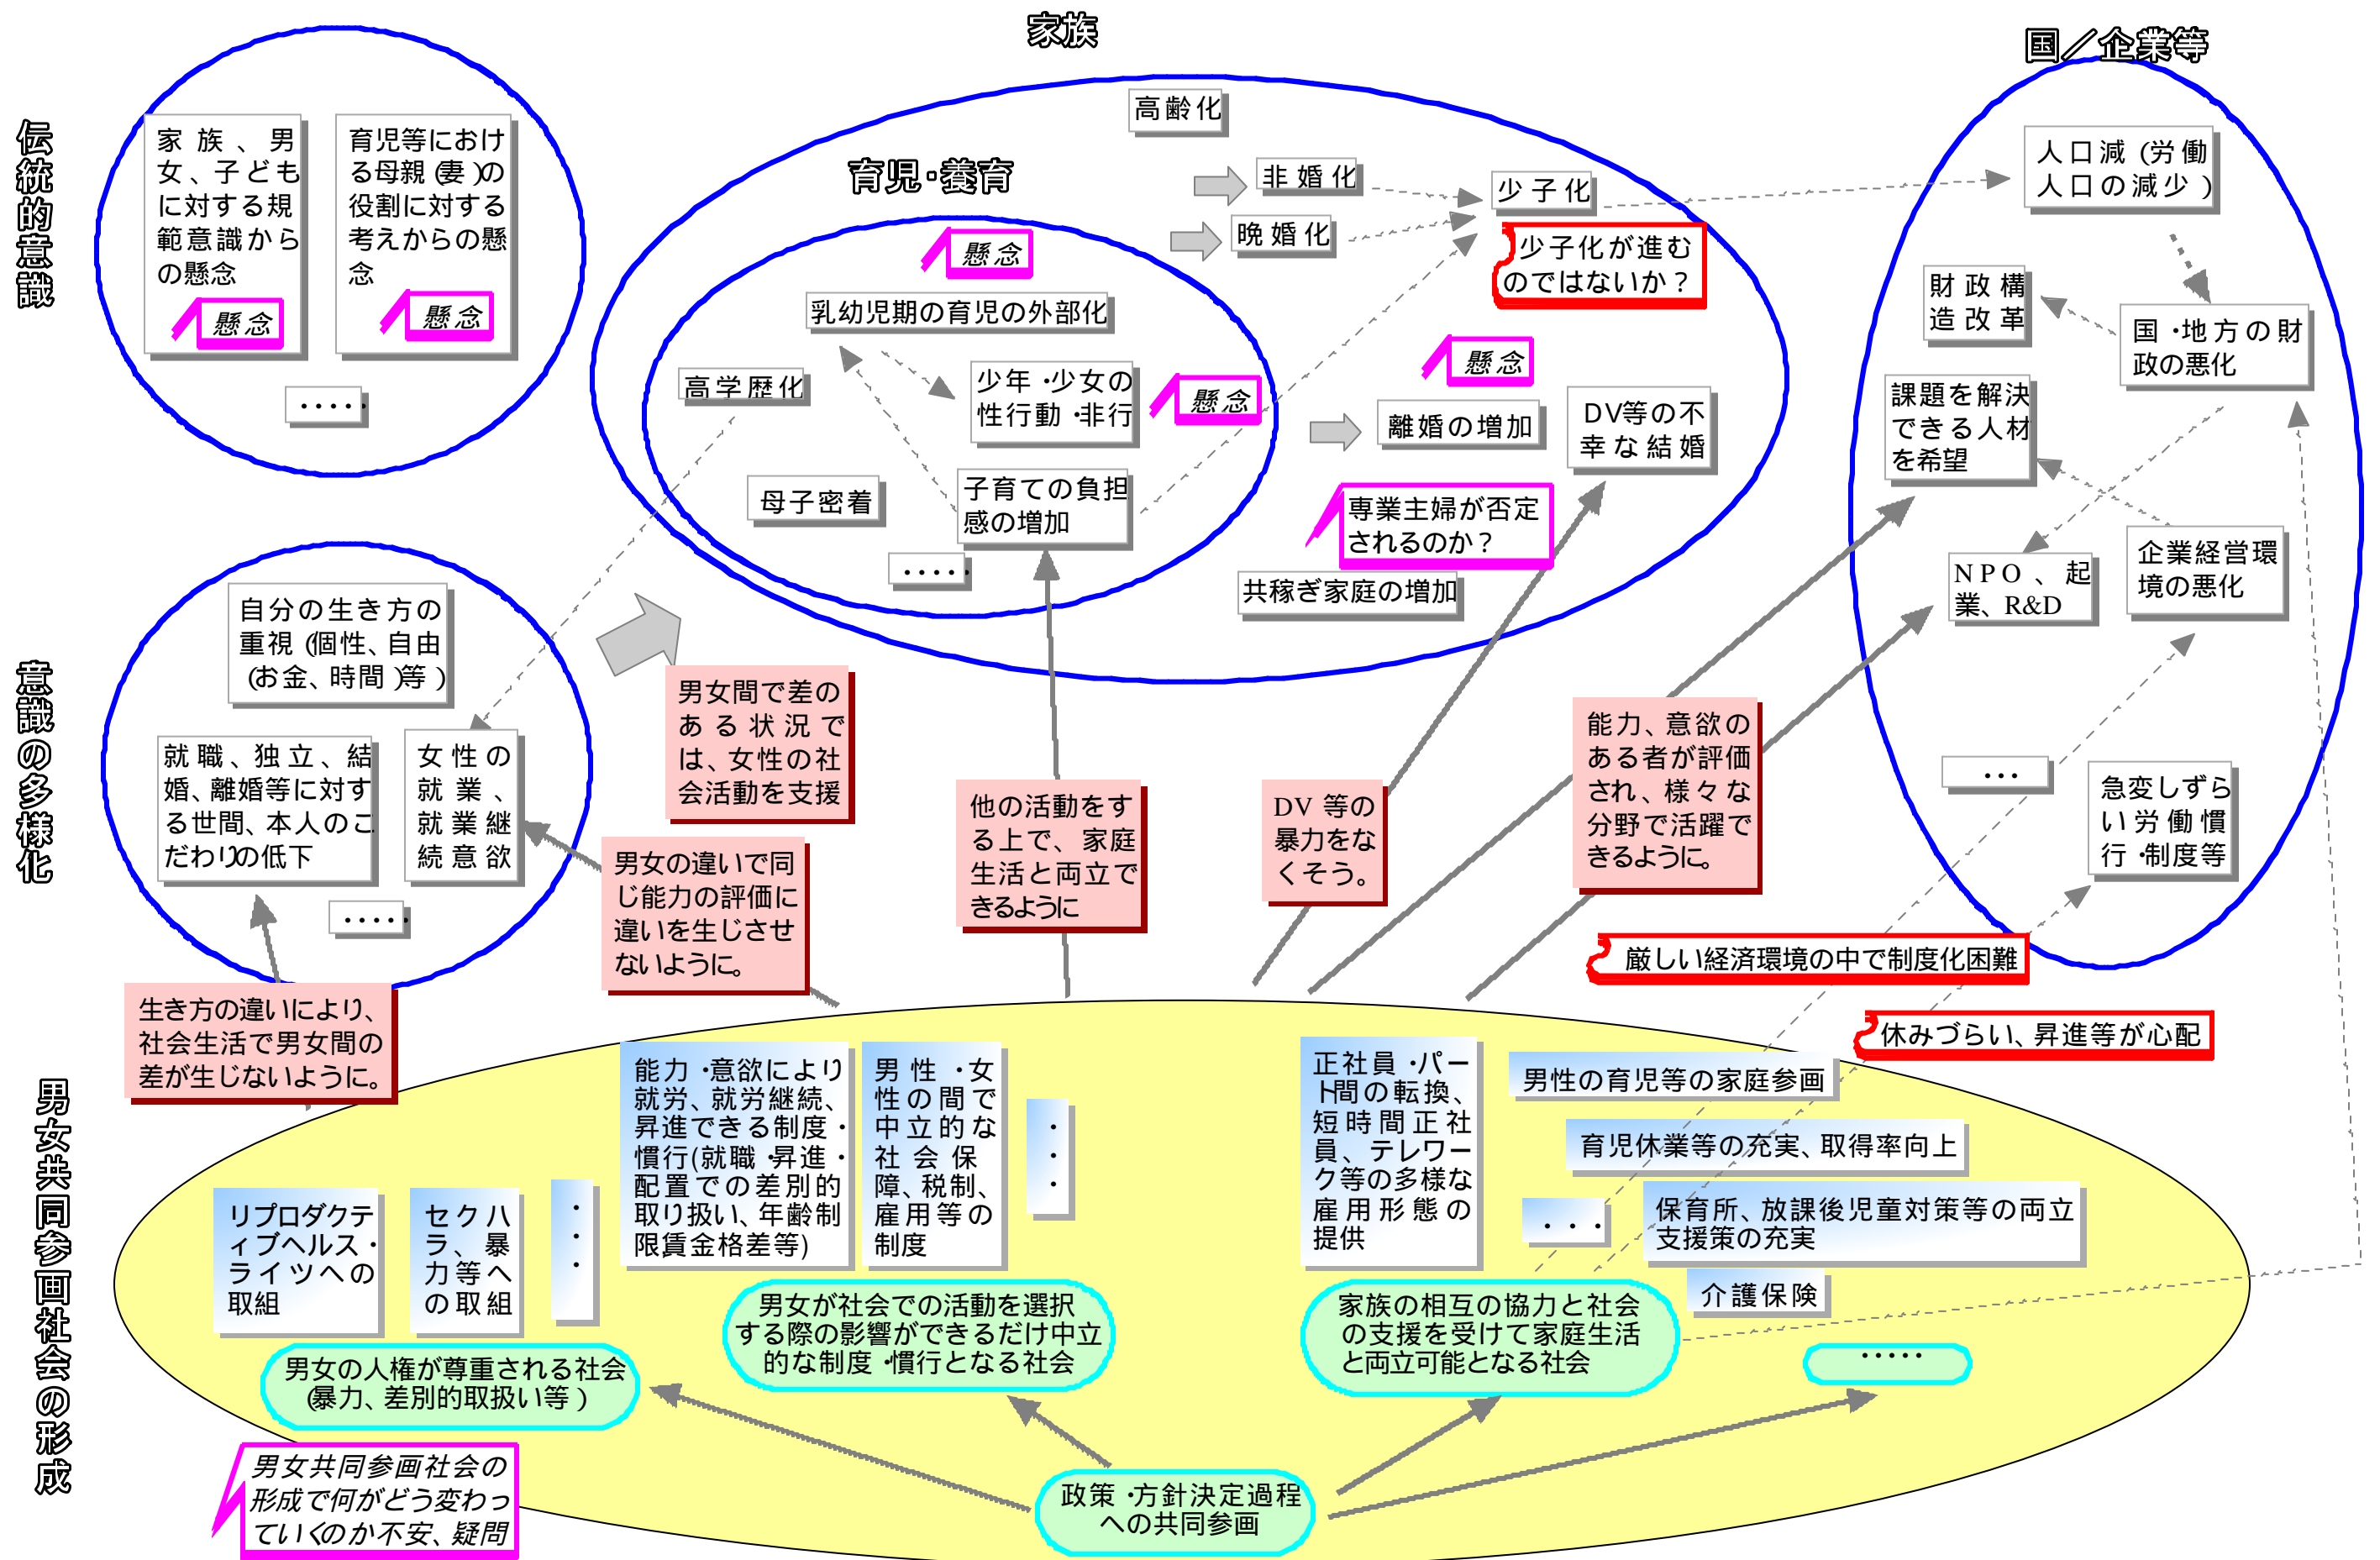 家族
国／企業等
伝統的意識
家族、男
女、子ども
に対する規
範意識から
の懸念
懸念
育児等におけ
る母親(妻)の
役割に対する
考えからの懸
念
懸念
・・・・・
高齢化
育児・養育
非婚化
晩婚化
少子化
少子化が進む
のではないか？
懸念
乳幼児期の育児の外部化
高学歴化
少年・少女の
性行動・非行
懸念
母子密着
子育ての負担
感の増加
・・・・・
懸念
離婚の増加
DV等の不
幸な結婚
専業主婦が否定
されるのか？
共稼ぎ家庭の増加
人口減(労働
人口の減少)
財政構
造改革
国・地方の財
政の悪化
課題を解決
できる人材
を希望
NPO、起
業、R&D
企業経営環
境の悪化
・・・
急変しずら
い労働慣
行・制度等
意識の多様化
自分の生き方の
重視(個性、自由
(お金、時間)等)
就職、独立、結
婚、離婚等に対す
る世間、本人のこ
だわりの低下
女性の
就業、
就業継
続意欲
・・・・・
男女間で差の
ある状況で
は、女性の社
会活動を支援
男女の違いで同
じ能力の評価に
違いを生じさせ
ないように。
他の活動をす
る上で、家庭
生活と両立で
きるように
DV等の
暴力をな
くそう。
能力、意欲の
ある者が評価
され、様々な
分野で活躍で
きるように。
厳しい経済環境の中で制度化困難
休みづらい、昇進等が心配
生き方の違いにより、
社会生活で男女間の
差が生じないように。
男女共同参画社会の形成
リプロダクテ
ィブヘルス・
ライツへの
取組
セクハ
ラ、暴
力等へ
の取組
・・・
能力・意欲により
就労、就労継続、
昇進できる制度・
慣行(就職・昇進・
配置での差別的
取り扱い、年齢制
限、賃金格差等)
男性・女
性の間で
中立的な
社会保
障、税制、
雇用等の
制度
・・・
正社員・パー
ト間の転換、
短時間正社
員、テレワー
ク等の多様な
雇用形態の
提供
男性の育児等の家庭参画
育児休業等の充実、取得率向上
・・・
保育所、放課後児童対策等の両立
支援策の充実
介護保険
男女の人権が尊重される社会
(暴力、差別的取扱い等)
男女が社会での活動を選択
する際の影響ができるだけ中立
的な制度・慣行となる社会
家族の相互の協力と社会
の支援を受けて家庭生活
と両立可能となる社会
・・・・・
男女共同参画社会の
形成で何がどう変わっ
ていくのか不安、疑問
政策・方針決定過程
への共同参画